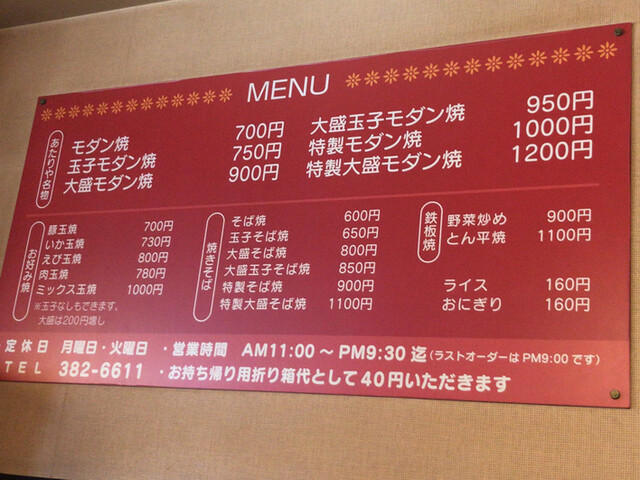 MENU
あたりや名物
モダン焼 700円
玉子モダン焼 750円
大盛モダン焼 900円
大盛玉子モダン焼 950円
特製モダン焼 1000円
特製大盛モダン焼 1200円
お好み焼
豚玉焼 700円
いか玉焼 730円
えび玉焼 800円
肉玉焼 780円
ミックス玉焼 1000円
※玉子なしもできます。
大盛は200円増し
焼きそば
そば焼 600円
玉子そば焼 650円
大盛そば焼 800円
大盛玉子そば焼 850円
特製そば焼 900円
特製大盛そば焼 1100円
鉄板焼
野菜炒め 900円
とん平焼 1100円
ライス 160円
おにぎり 160円
・定休日 月曜日・火曜日 ・営業時間 AM11:00～PM9:30迄(ラストオーダーはPM9:00です)
TEL 382-6611 ・お持ち帰り用折り箱代として40円いただきます